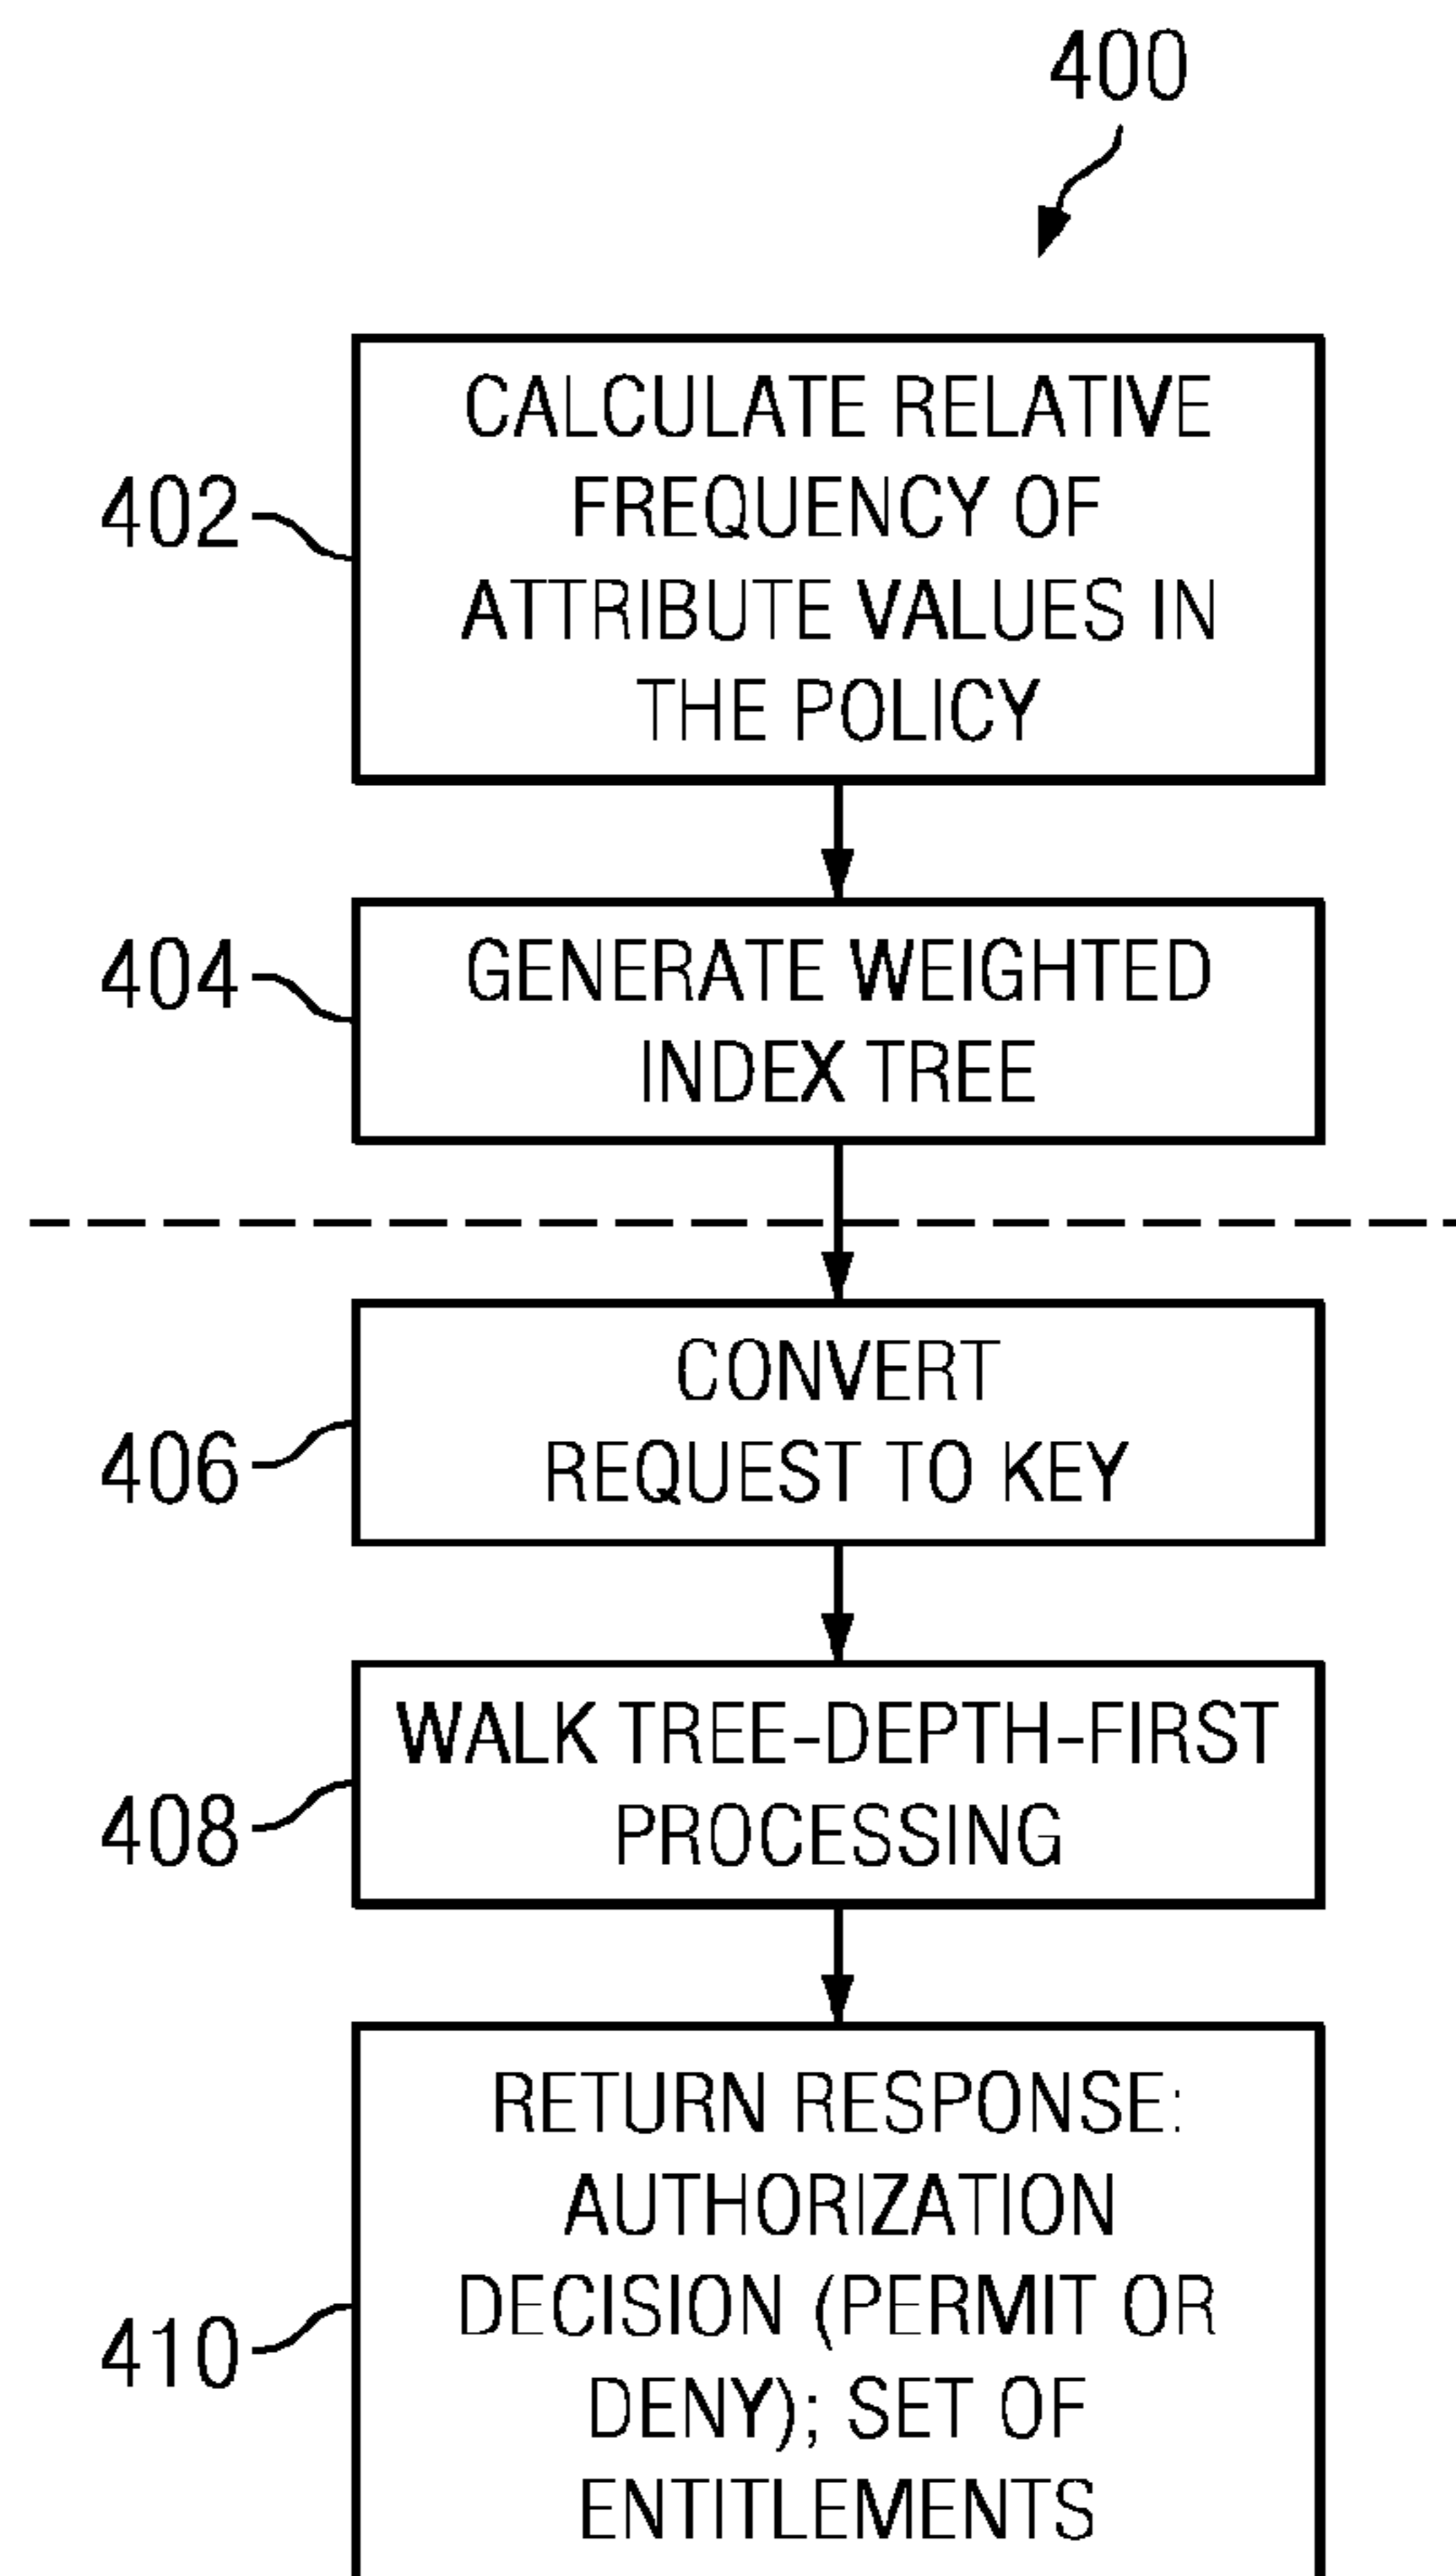 400
402
CALCULATE RELATIVE
FREQUENCY OF
ATTRIBUTE VALUES IN
THE POLICY
404
GENERATE WEIGHTED
INDEX TREE
406
CONVERT
REQUEST TO KEY
408
WALK TREE-DEPTH-FIRST
PROCESSING
410
RETURN RESPONSE:
AUTHORIZATION
DECISION (PERMIT OR
DENY); SET OF
ENTITLEMENTS